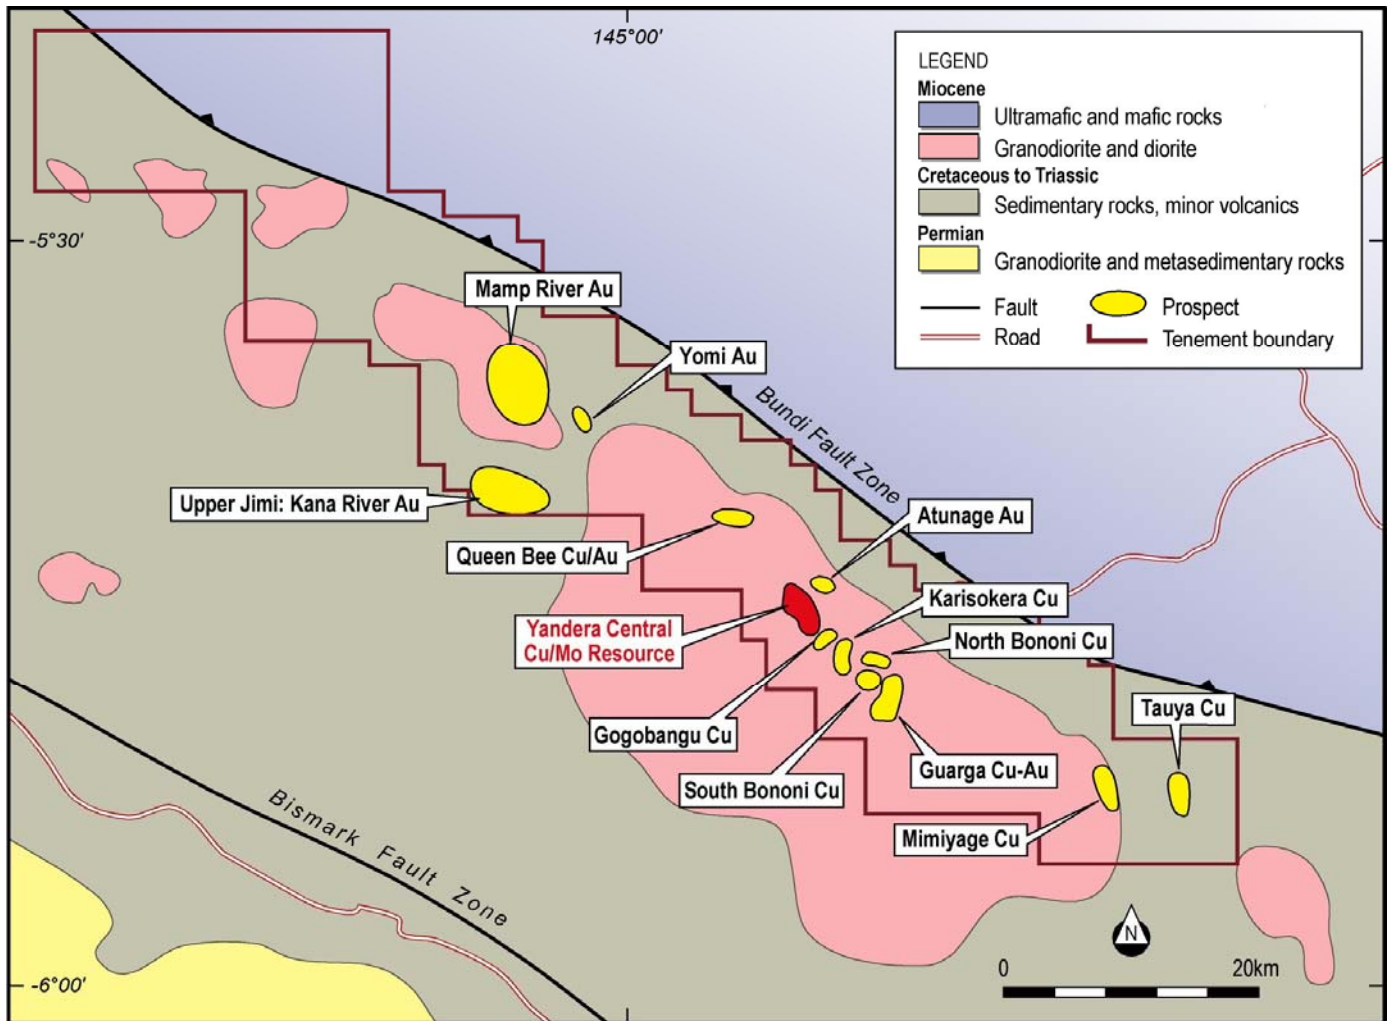 145°00'
LEGEND
Miocene
Ultramafic and mafic rocks
Granodiorite and diorite
Cretaceous to Triassic
Sedimentary rocks, minor volcanics
Permian
Granodiorite and metasedimentary rocks
Fault
Prospect
Road
Tenement boundary
-5°30'
Mamp River Au
Yomi Au
Bundi Fault Zone
Upper Jimi: Kana River Au
Atunage Au
Queen Bee Cu/Au
Karisokera Cu
Yandera Central
Cu/Mo Resource
North Bononi Cu
Tauya Cu
Gogobangu Cu
Guarga Cu-Au
South Bononi Cu
Mimiyage Cu
Bismark Fault Zone
N
-6°00'
0
20km